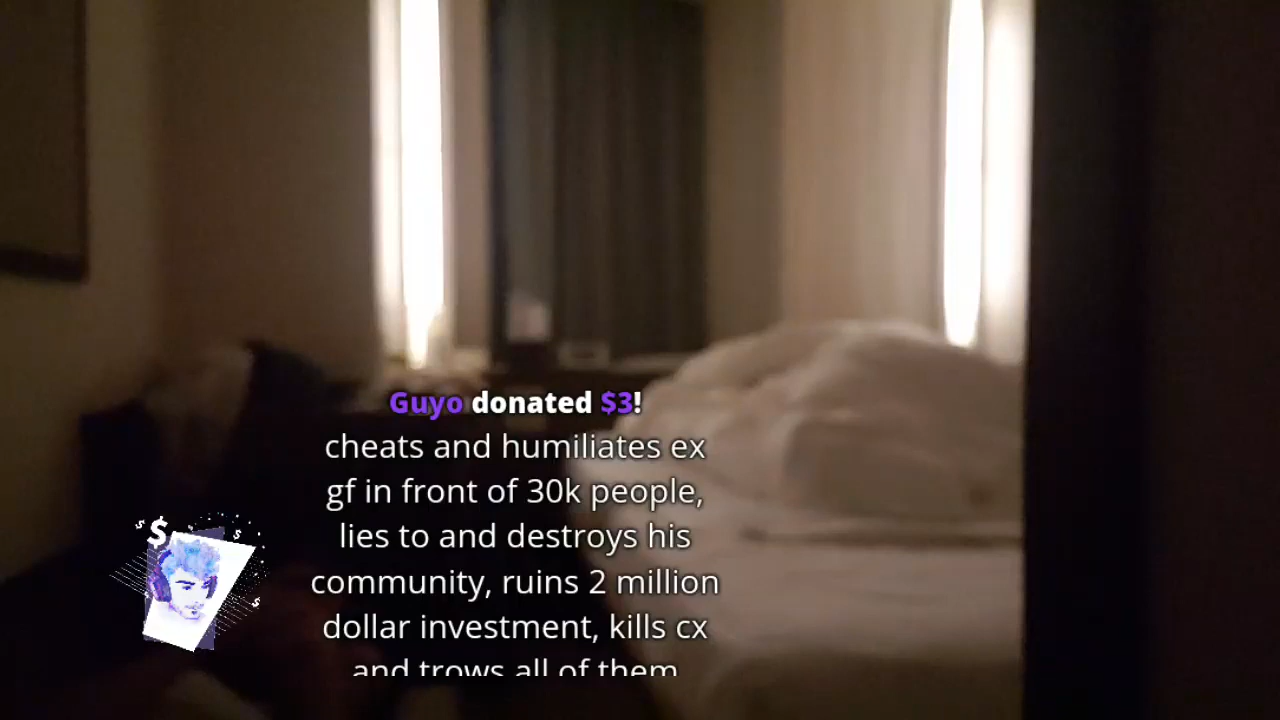 Guyo donated $3!
cheats and humiliates ex
gf in front of 30k people,
lies to and destroys his
community, ruins 2 million
dollar investment, kills cx
and trows all of them